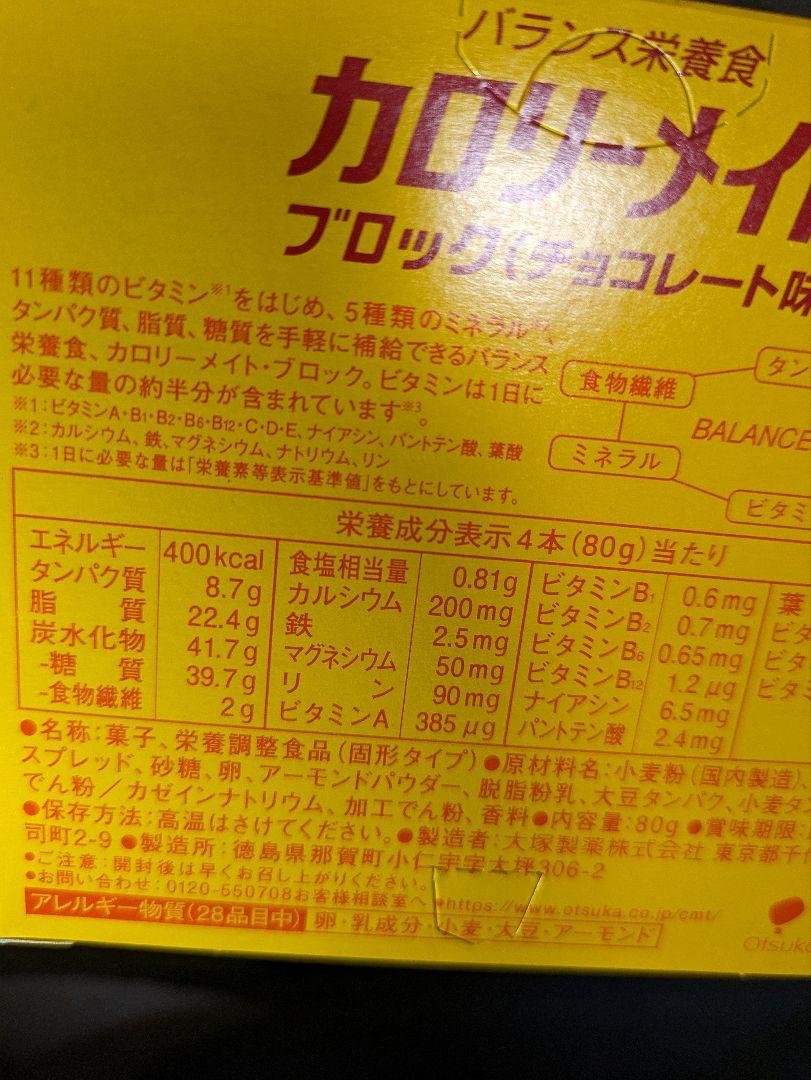 バランス栄養食
カロリーメイ
ブロック(チョコレート味
11種類のビタミン※1をはじめ、5種類のミネラル※2、
タンパク質、脂質、糖質を手軽に補給できるバランス
栄養食、カロリーメイト・ブロック。ビタミンは1日に
必要な量の約半分が含まれています※3。
※1:ビタミンA・B1・B2・B6・B12・C・D・E、ナイアシン、パントテン酸、葉酸
※2:カルシウム、鉄、マグネシウム、ナトリウム、リン
※3:1日に必要な量は「栄養素等表示基準値」をもとにしています。
タン
食物繊維
BALANCE
ミネラル
ビタミ
栄養成分表示 4本(80g)当たり
エネルギー 400kcal 食塩相当量 0.81g ビタミンB1 0.6mg 葉
タンパク質 8.7g カルシウム 200mg ビタミンB2 0.7mg ビタ
脂質 22.4g 鉄 2.5mg ビタミンB6 0.65mg ビタ
炭水化物 41.7g マグネシウム 50mg ビタミンB12 1.2μg ビタミ
-糖質 39.7g リン 90mg ナイアシン 6.5mg
-食物繊維 2g ビタミンA 385μg パントテン酸 2.4mg
●名称:菓子、栄養調整食品(固形タイプ)●原材料名:小麦粉(国内製造)、
スプレッド、砂糖、卵、アーモンドパウダー、脱脂粉乳、大豆タンパク、小麦タ
でん粉/カゼインナトリウム、加工でん粉、香料●内容量:80g●賞味期限
●保存方法:高温はさけてください。●製造者:大塚製薬株式会社 東京都千代
司町2-9●製造所:徳島県那賀町小仁宇字大坪306-2
●ご注意:開封後は早くお召し上がりください。
●お問い合わせ:0120-550708お客様相談室へ●https://www.otsuka.co.jp/cmt/
アレルギー物質(28品目中) 卵・乳成分・小麦・大豆・アーモンド
Otsuka